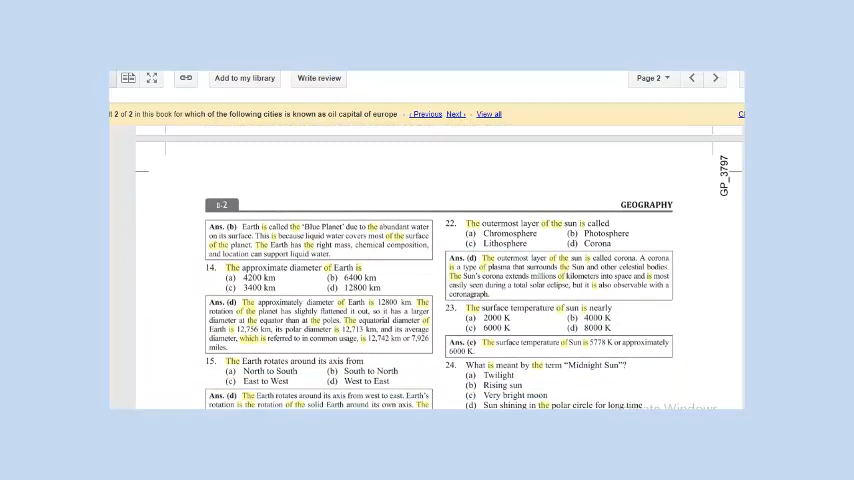 Add to my library
Write review
Page 2
2 of 2 in this book for which of the following cities is known as oil capital of europe - ‹ Previous Next › - View all
GP_3797
GEOGRAPHY
Ans. (b) Earth is called the 'Blue Planet' due to the abundant water
on its surface. This is because liquid water covers most of the surface
of the planet. The Earth has the right mass, chemical composition,
and location can support liquid water.
14. The approximate diameter of Earth is
(a) 4200 km (b) 6400 km
(c) 3400 km (d) 12800 km
Ans. (d) The approximately diameter of Earth is 12800 km. The
rotation of the planet has slightly flattened it out, so it has a larger
diameter at the equator than at the poles. The equatorial diameter of
Earth is 12,756 km, its polar diameter is 12,713 km, and its average
diameter, which is referred to in common usage, is 12,742 km or 7,926
miles.
15. The Earth rotates around its axis from
(a) North to South (b) South to North
(c) East to West (d) West to East
Ans. (d) The Earth rotates around its axis from west to east. Earth's
rotation is the rotation of the solid Earth around its own axis. The
22. The outermost layer of the sun is called
(a) Chromosphere (b) Photosphere
(c) Lithosphere (d) Corona
Ans. (d) The outermost layer of the sun is called corona. A corona
is a type of plasma that surrounds the Sun and other celestial bodies.
The Sun's corona extends millions of kilometers into space and is most
easily seen during a total solar eclipse, but it is also observable with a
coronagraph.
23. The surface temperature of sun is nearly
(a) 2000 K (b) 4000 K
(c) 6000 K (d) 8000 K
Ans. (c) The surface temperature of Sun is 5778 K or approximately
6000 K.
24. What is meant by the term "Midnight Sun"?
(a) Twilight
(b) Rising sun
(c) Very bright moon
(d) Sun shining in the polar circle for long time
Windows